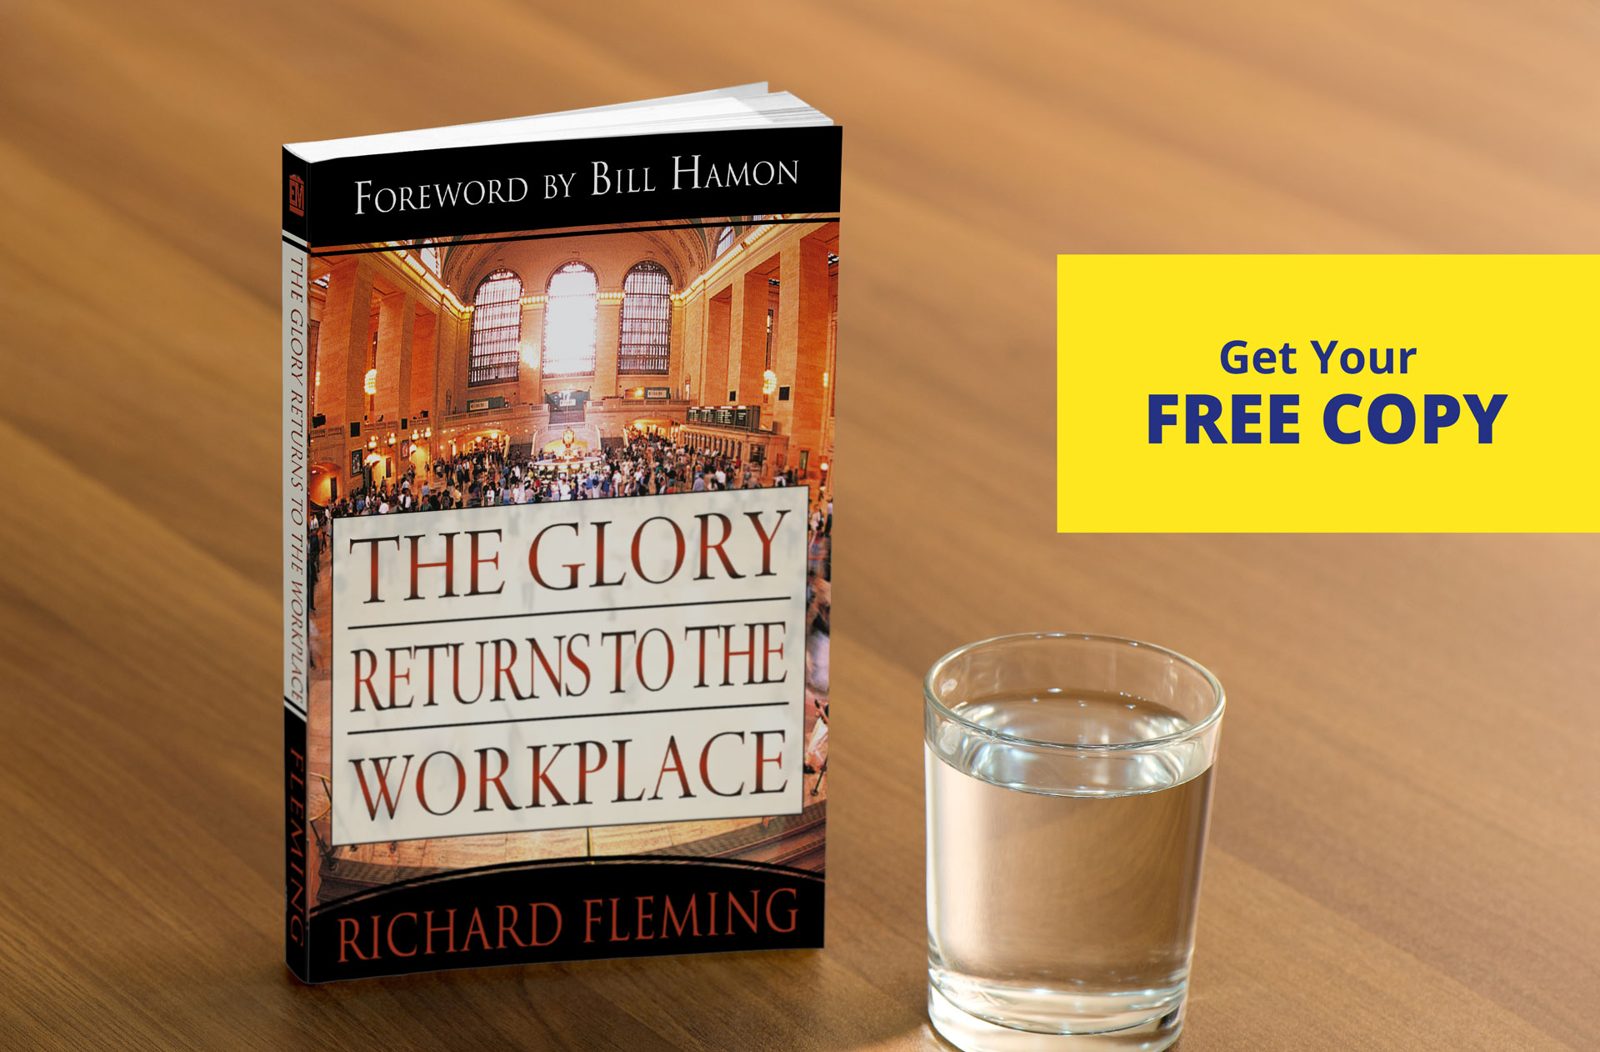 FOREWORD BY BILL HAMON
THE GLORY
RETURNS TO THE
WORKPLACE
RICHARD FLEMING
THE GLORY RETURNS TO THE WORKPLACE
FLEMING
Get Your
FREE COPY